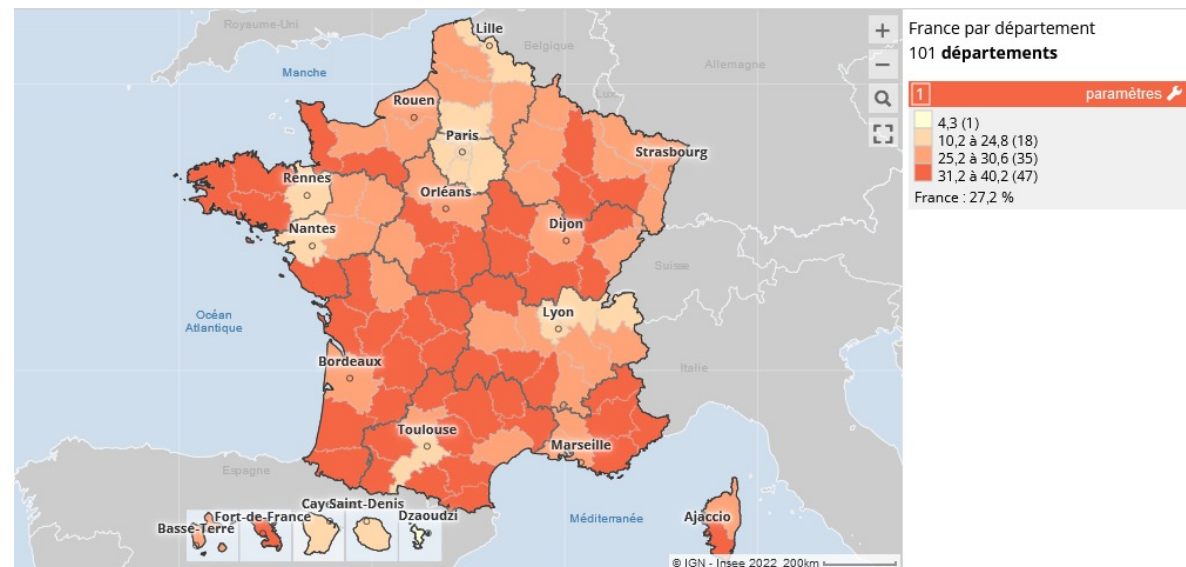 Royaume-Uni
Lille
Belgique
Manche
Allemagne
Rouen
Lux.
Paris
Strasbourg
Rennes
Orléans
Nantes
Dijon
Suisse
Océan
Atlantique
Lyon
Bordeaux
Italie
Toulouse
Marseille
Espagne
Cay
Saint-Denis
Basse-Terre
Fort-de-France
Dzaoudzi
Méditerranée
Ajaccio
© IGN - Insee 2022 200km
+
−
France par département
101 départements
1 paramètres
4,3 (1)
10,2 à 24,8 (18)
25,2 à 30,6 (35)
31,2 à 40,2 (47)
France : 27,2 %